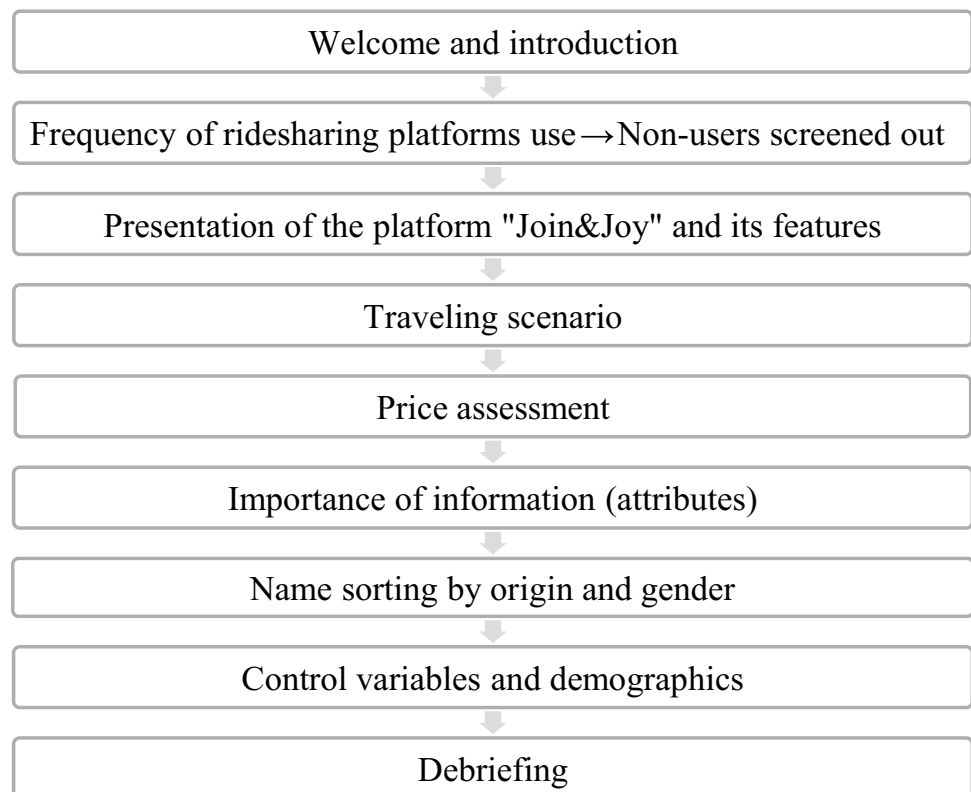 Welcome and introduction
Frequency of ridesharing platforms use→Non-users screened out
Presentation of the platform "Join&Joy" and its features
Traveling scenario
Price assessment
Importance of information (attributes)
Name sorting by origin and gender
Control variables and demographics
Debriefing